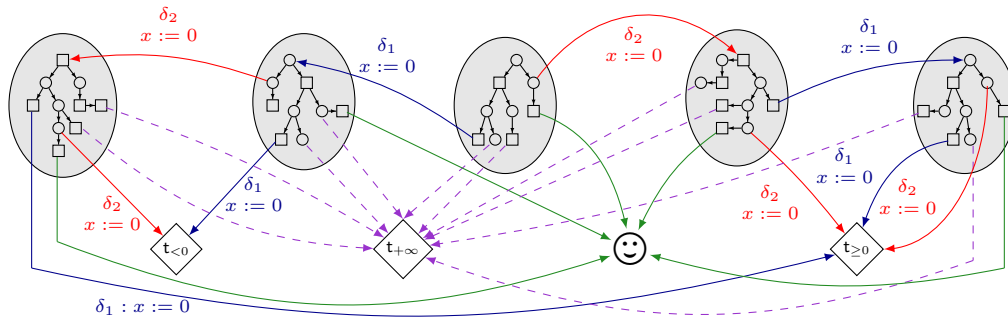 δ₂
x := 0
δ₁
x := 0
δ₂
x := 0
δ₁
x := 0
δ₂
x := 0
δ₁
x := 0
δ₂
x := 0
δ₁
x := 0
δ₂
x := 0
t<0
t+∞
t≥0
δ₁ : x := 0